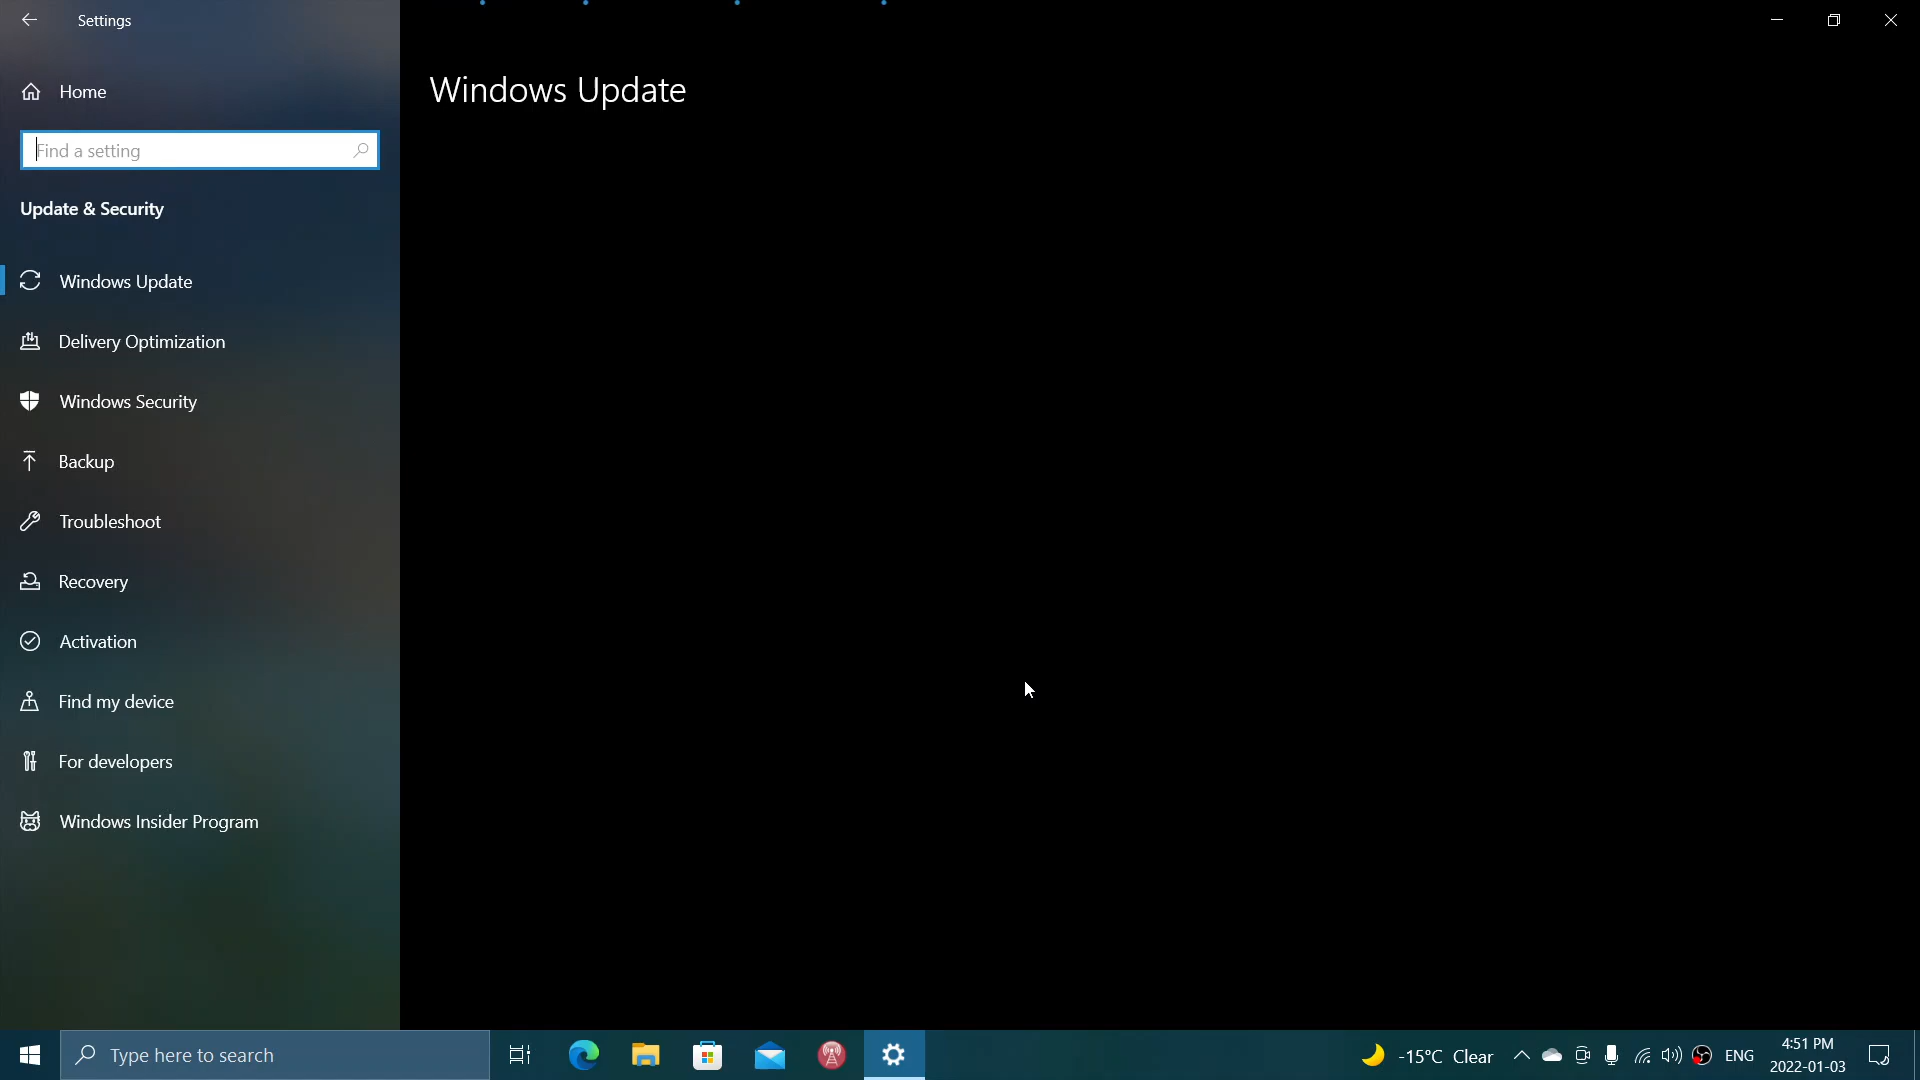 Settings
Home
Find a setting
Update & Security
Windows Update
Delivery Optimization
Windows Security
Backup
Troubleshoot
Recovery
Activation
Find my device
For developers
Windows Insider Program
Windows Update
Type here to search
-15°C Clear
ENG
4:51 PM
2022-01-03